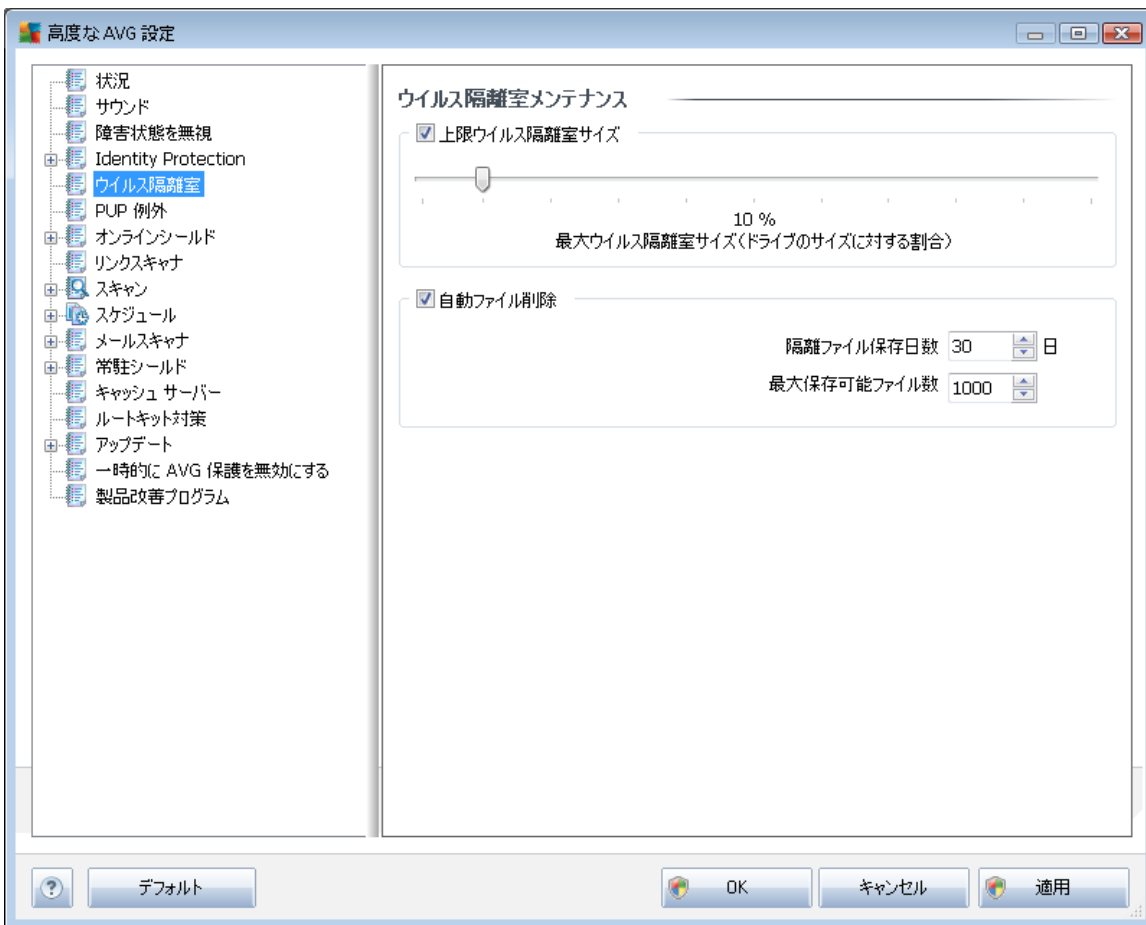 高度な AVG 設定
状況
サウンド
障害状態を無視
Identity Protection
ウイルス隔離室
PUP 例外
オンラインシールド
リンクスキャナ
スキャン
スケジュール
メールスキャナ
常駐シールド
キャッシュ サーバー
ルートキット対策
アップデート
一時的に AVG 保護を無効にする
製品改善プログラム
ウイルス隔離室メンテナンス
上限ウイルス隔離室サイズ
10 %
最大ウイルス隔離室サイズ(ドライブのサイズに対する割合)
自動ファイル削除
隔離ファイル保存日数 30 日
最大保存可能ファイル数 1000
? デフォルト OK キャンセル 適用